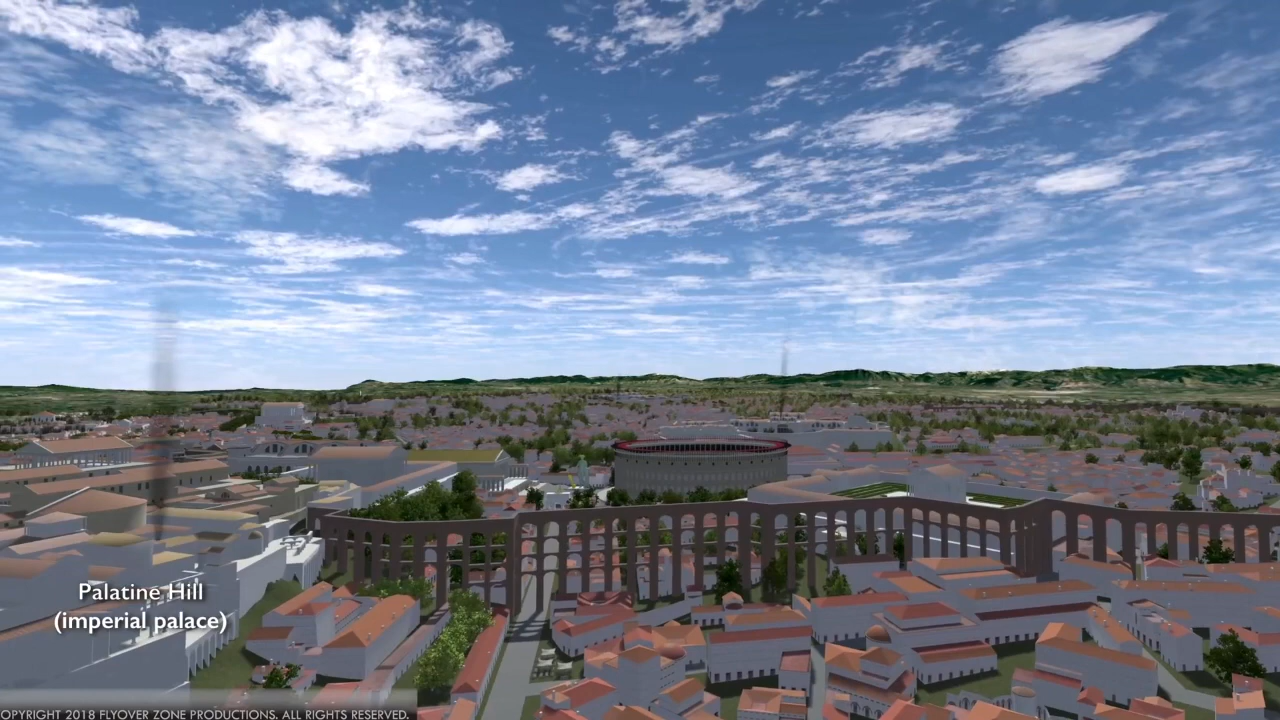 Palatine Hill
(imperial palace)
OPYRIGHT 2018 FLYOVER ZONE PRODUCTIONS. ALL RIGHTS RESERVED.